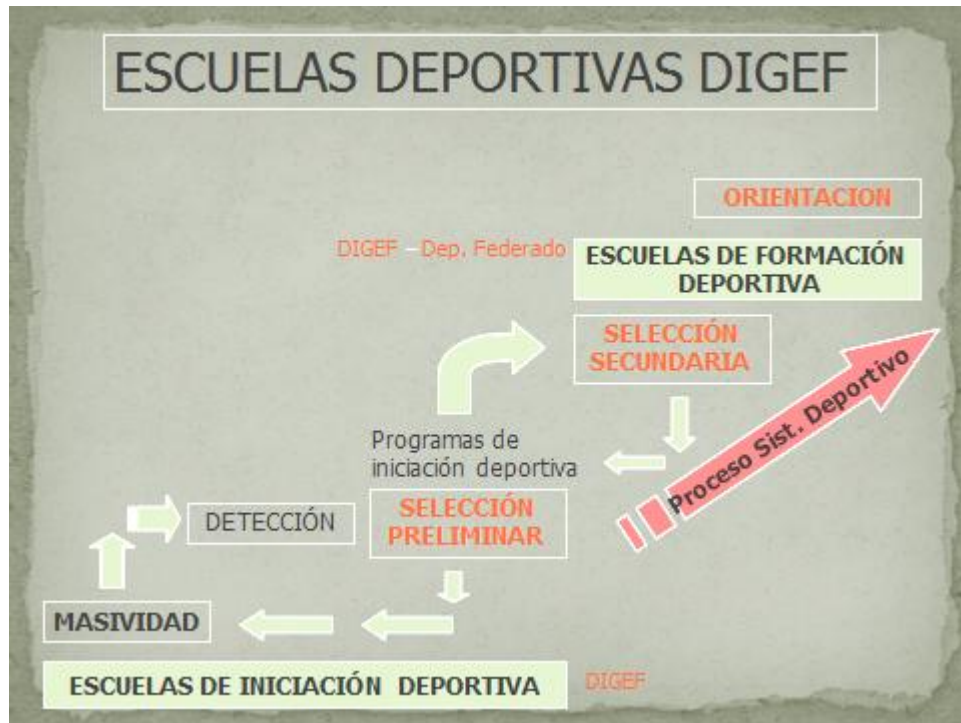 ESCUELAS DEPORTIVAS DIGEF
ORIENTACION
DIGEF – Dep. Federado
ESCUELAS DE FORMACIÓN
DEPORTIVA
SELECCIÓN
SECUNDARIA
Proceso Sist. Deportivo
Programas de
iniciación deportiva
SELECCIÓN
PRELIMINAR
DETECCIÓN
MASIVIDAD
ESCUELAS DE INICIACIÓN DEPORTIVA
DIGEF